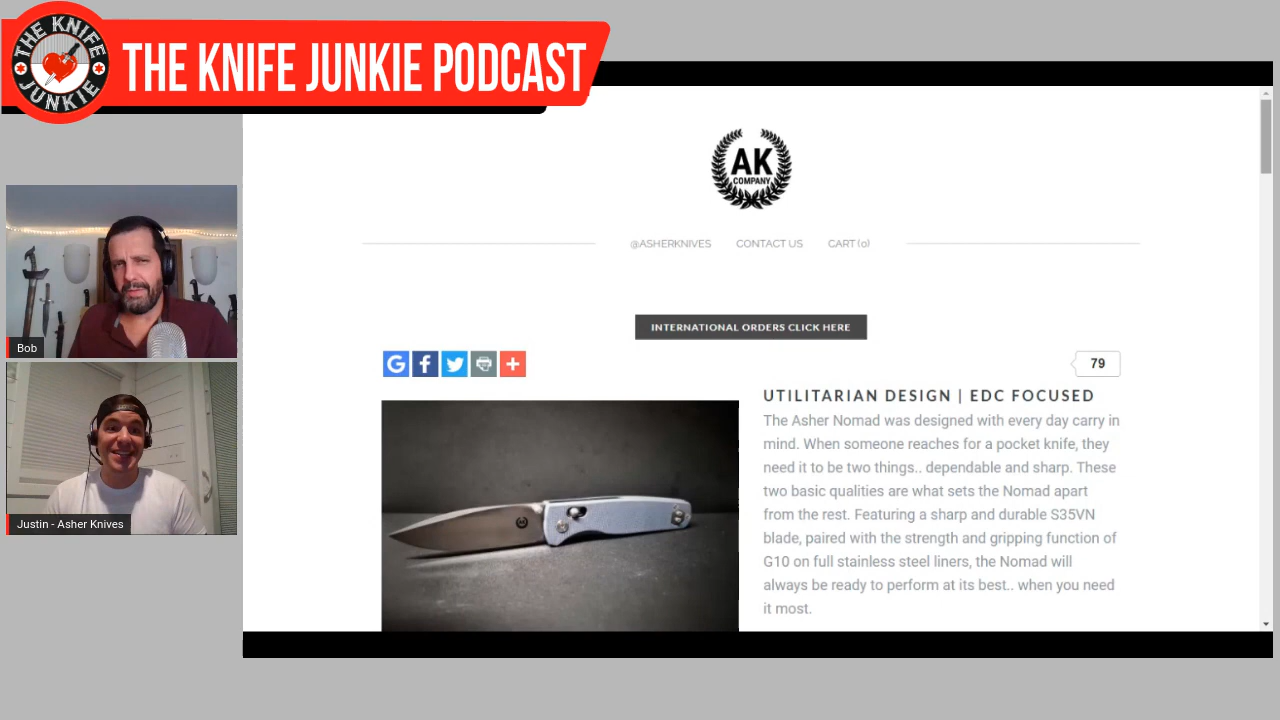 THE KNIFE
JUNKIE
THE KNIFE JUNKIE PODCAST
Bob
Justin - Asher Knives
AK
COMPANY
@ASHERKNIVES CONTACT US CART (0)
INTERNATIONAL ORDERS CLICK HERE
79
UTILITARIAN DESIGN | EDC FOCUSED
The Asher Nomad was designed with every day carry in
mind. When someone reaches for a pocket knife, they
need it to be two things.. dependable and sharp. These
two basic qualities are what sets the Nomad apart
from the rest. Featuring a sharp and durable S35VN
blade, paired with the strength and gripping function of
G10 on full stainless steel liners, the Nomad will
always be ready to perform at its best.. when you need
it most.